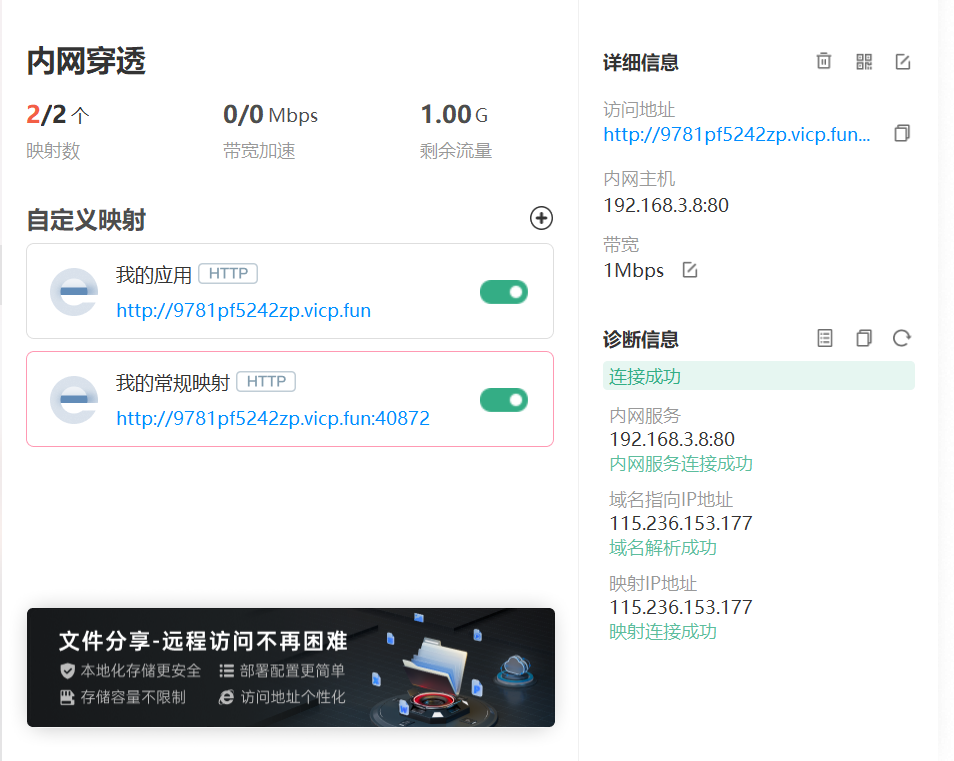 内网穿透
2/2 个
0/0 Mbps
1.00 G
映射数
带宽加速
剩余流量
自定义映射
我的应用 HTTP
http://9781pf5242zp.vicp.fun
我的常规映射 HTTP
http://9781pf5242zp.vicp.fun:40872
文件分享-远程访问不再困难
本地化存储更安全
部署配置更简单
存储容量不限制
访问地址个性化
详细信息
访问地址
http://9781pf5242zp.vicp.fun...
内网主机
192.168.3.8:80
带宽
1Mbps
诊断信息
连接成功
内网服务
192.168.3.8:80
内网服务连接成功
域名指向IP地址
115.236.153.177
域名解析成功
映射IP地址
115.236.153.177
映射连接成功